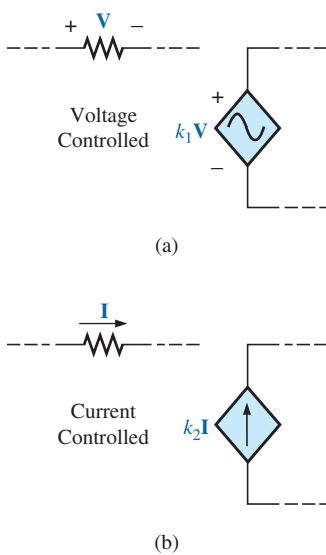 + V –
Voltage
Controlled
k₁V
+
–
(a)
I
Current
Controlled
k₂I
(b)